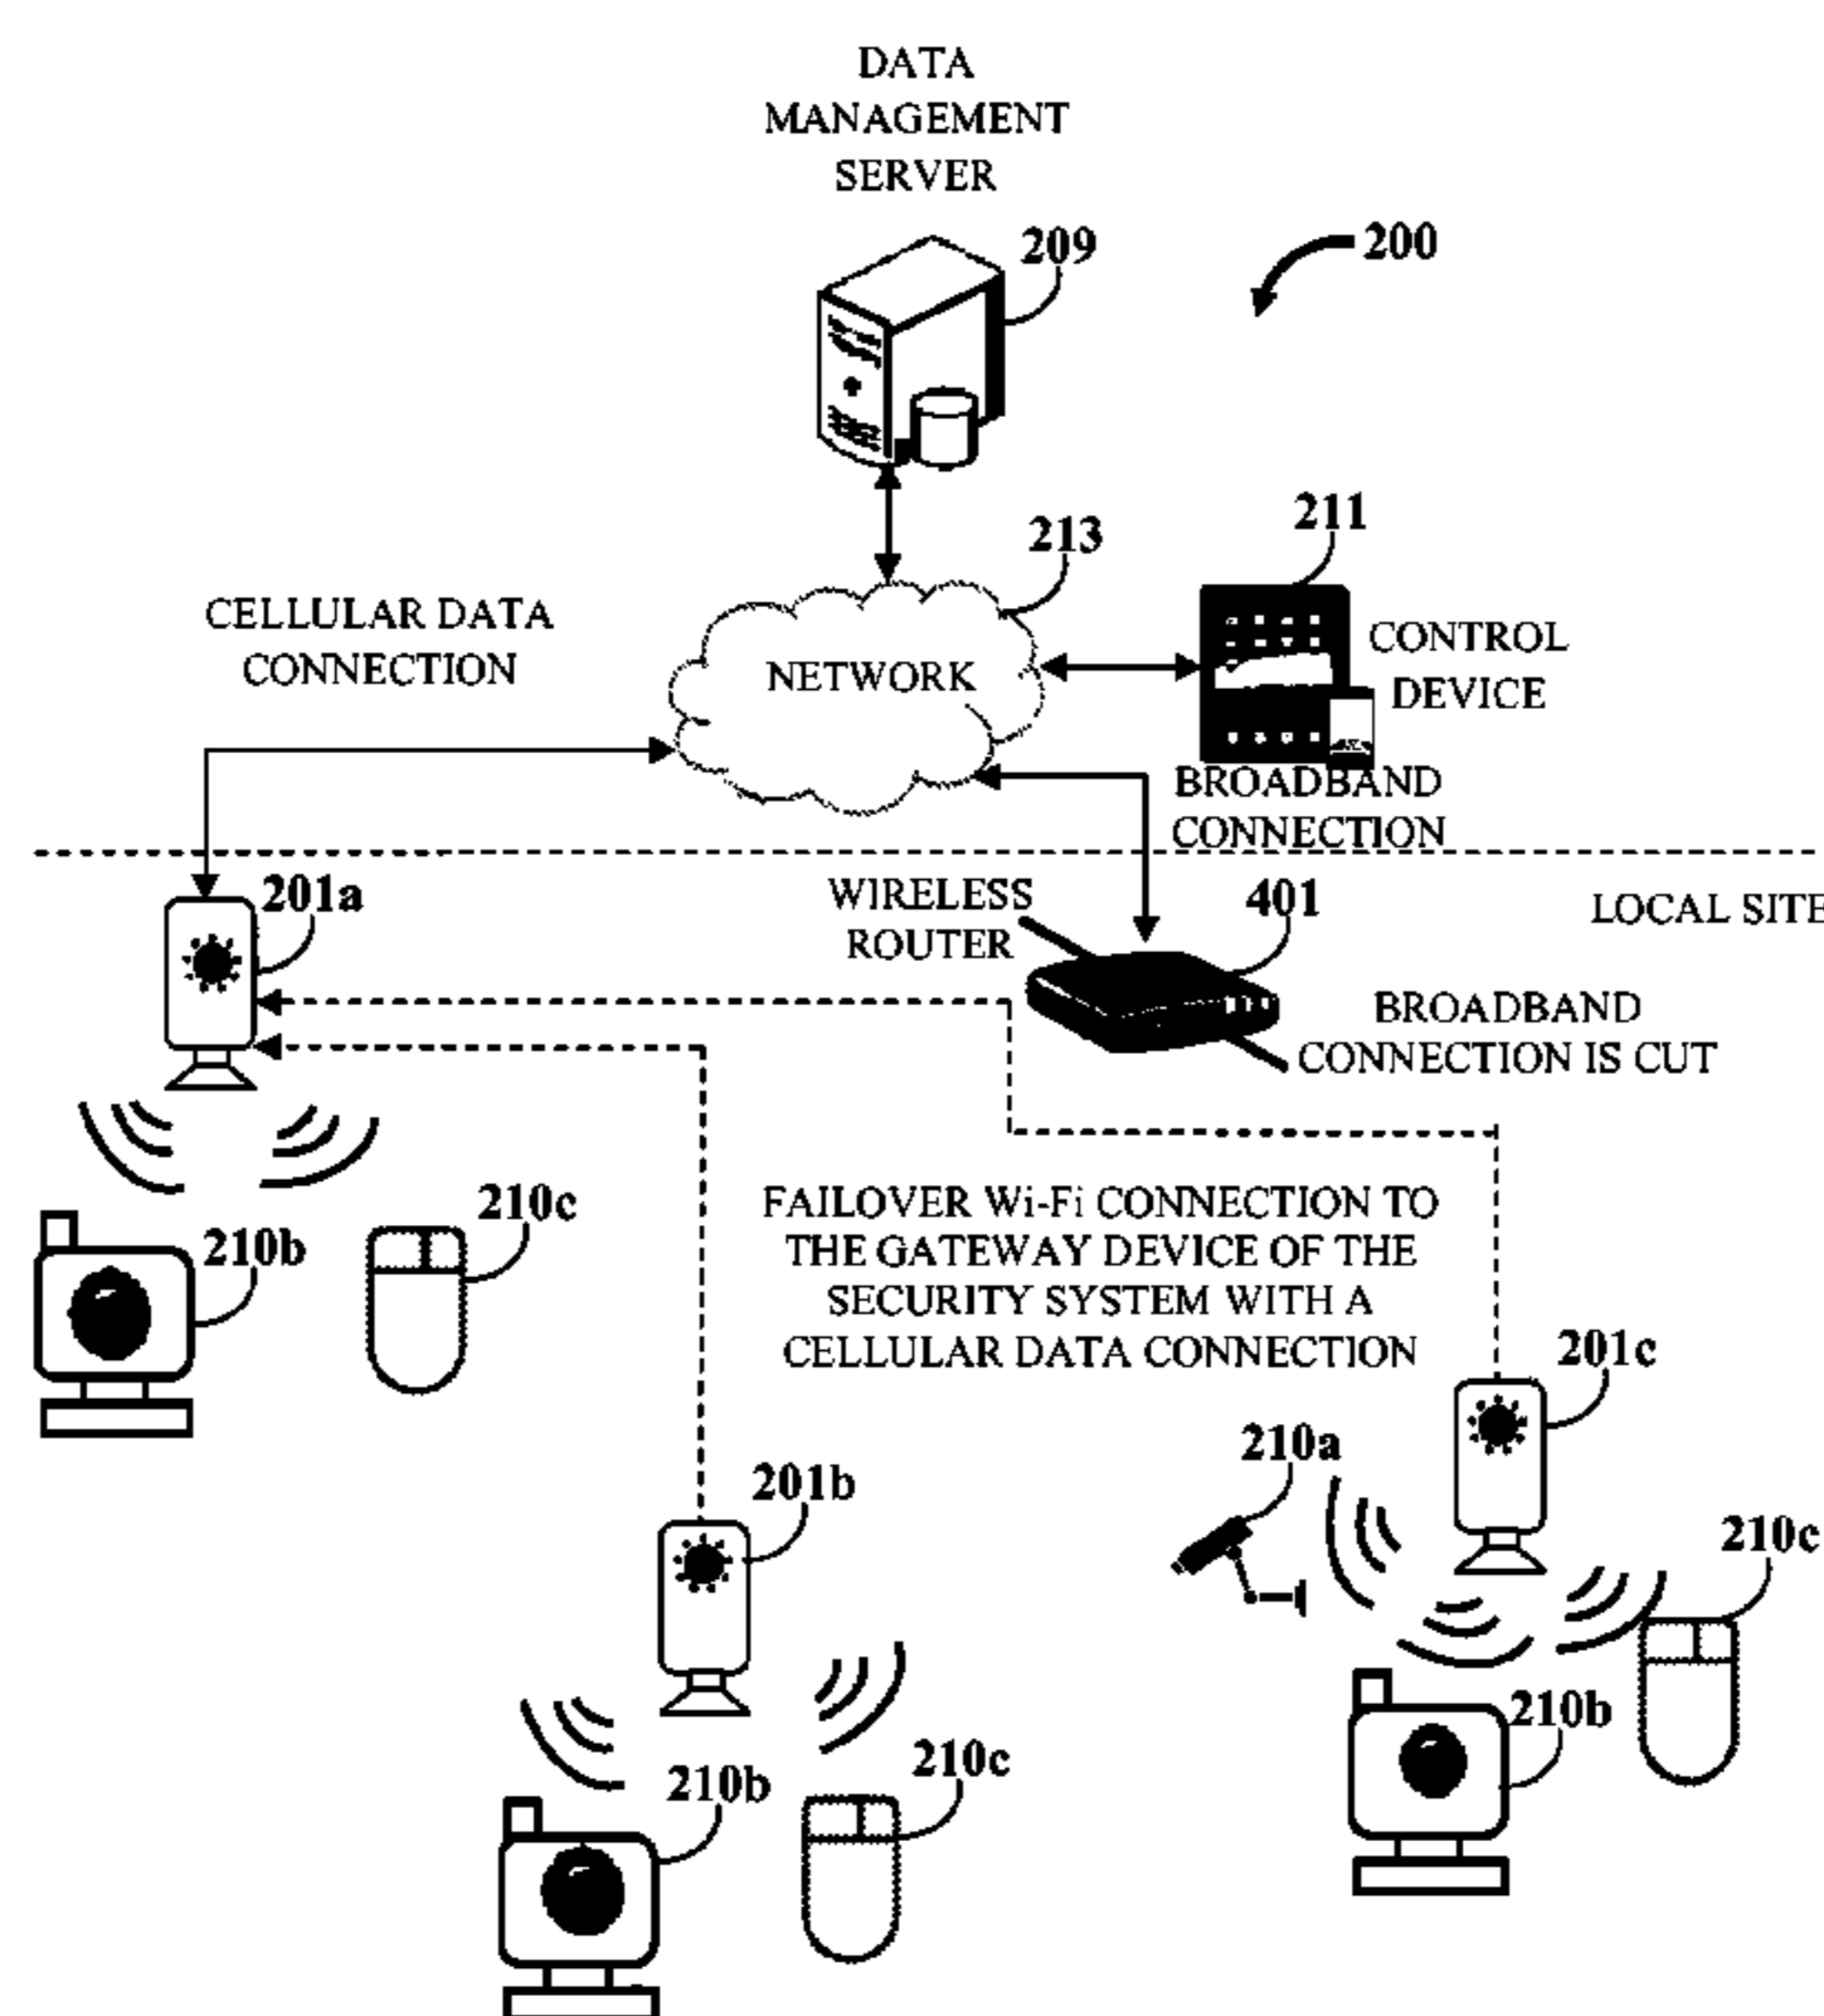 DATA
MANAGEMENT
SERVER
209
200
213
211
CELLULAR DATA
CONNECTION
NETWORK
CONTROL
DEVICE
BROADBAND
CONNECTION
201a
WIRELESS
ROUTER
401
LOCAL SITE
BROADBAND
CONNECTION IS CUT
210b
210c
FAILOVER Wi-Fi CONNECTION TO
THE GATEWAY DEVICE OF THE
SECURITY SYSTEM WITH A
CELLULAR DATA CONNECTION
201c
210a
201b
210c
210b
210b
210c